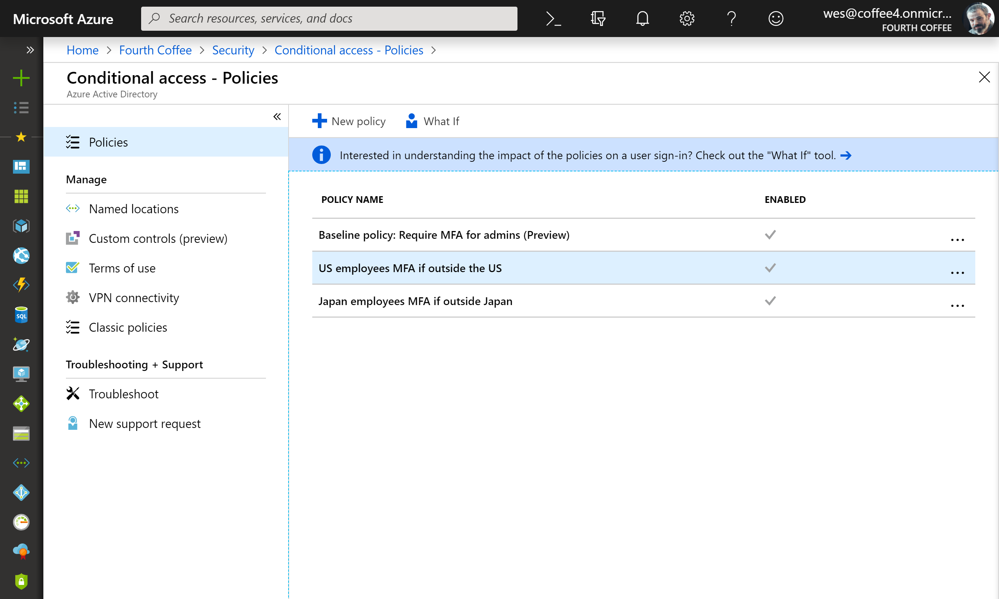 Microsoft Azure
Search resources, services, and docs
wes@coffee4.onmicr...
FOURTH COFFEE
Home > Fourth Coffee > Security > Conditional access - Policies >
Conditional access - Policies
Azure Active Directory
Policies
Manage
Named locations
Custom controls (preview)
Terms of use
VPN connectivity
Classic policies
Troubleshooting + Support
Troubleshoot
New support request
New policy
What If
Interested in understanding the impact of the policies on a user sign-in? Check out the "What If" tool. →
POLICY NAME ENABLED
Baseline policy: Require MFA for admins (Preview)
US employees MFA if outside the US
Japan employees MFA if outside Japan
SQL